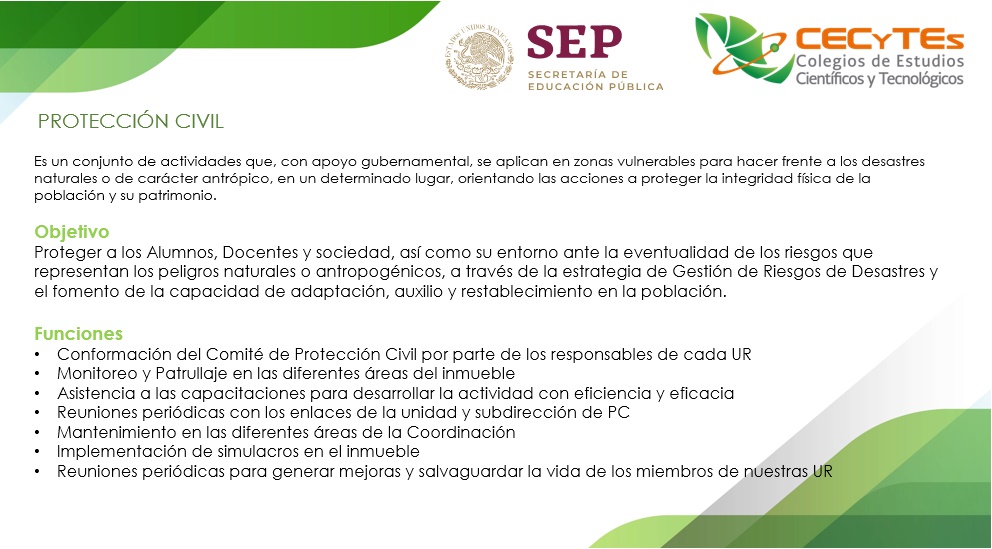 ESTADOS UNIDOS MEXICANOS
SEP
SECRETARÍA DE
EDUCACIÓN PÚBLICA
CECyTEs
Colegios de Estudios
Científicos y Tecnológicos
PROTECCIÓN CIVIL
Es un conjunto de actividades que, con apoyo gubernamental, se aplican en zonas vulnerables para hacer frente a los desastres
naturales o de carácter antrópico, en un determinado lugar, orientando las acciones a proteger la integridad física de la
población y su patrimonio.
Objetivo
Proteger a los Alumnos, Docentes y sociedad, así como su entorno ante la eventualidad de los riesgos que
representan los peligros naturales o antropogénicos, a través de la estrategia de Gestión de Riesgos de Desastres y
el fomento de la capacidad de adaptación, auxilio y restablecimiento en la población.
Funciones
• Conformación del Comité de Protección Civil por parte de los responsables de cada UR
• Monitoreo y Patrullaje en las diferentes áreas del inmueble
• Asistencia a las capacitaciones para desarrollar la actividad con eficiencia y eficacia
• Reuniones periódicas con los enlaces de la unidad y subdirección de PC
• Mantenimiento en las diferentes áreas de la Coordinación
• Implementación de simulacros en el inmueble
• Reuniones periódicas para generar mejoras y salvaguardar la vida de los miembros de nuestras UR